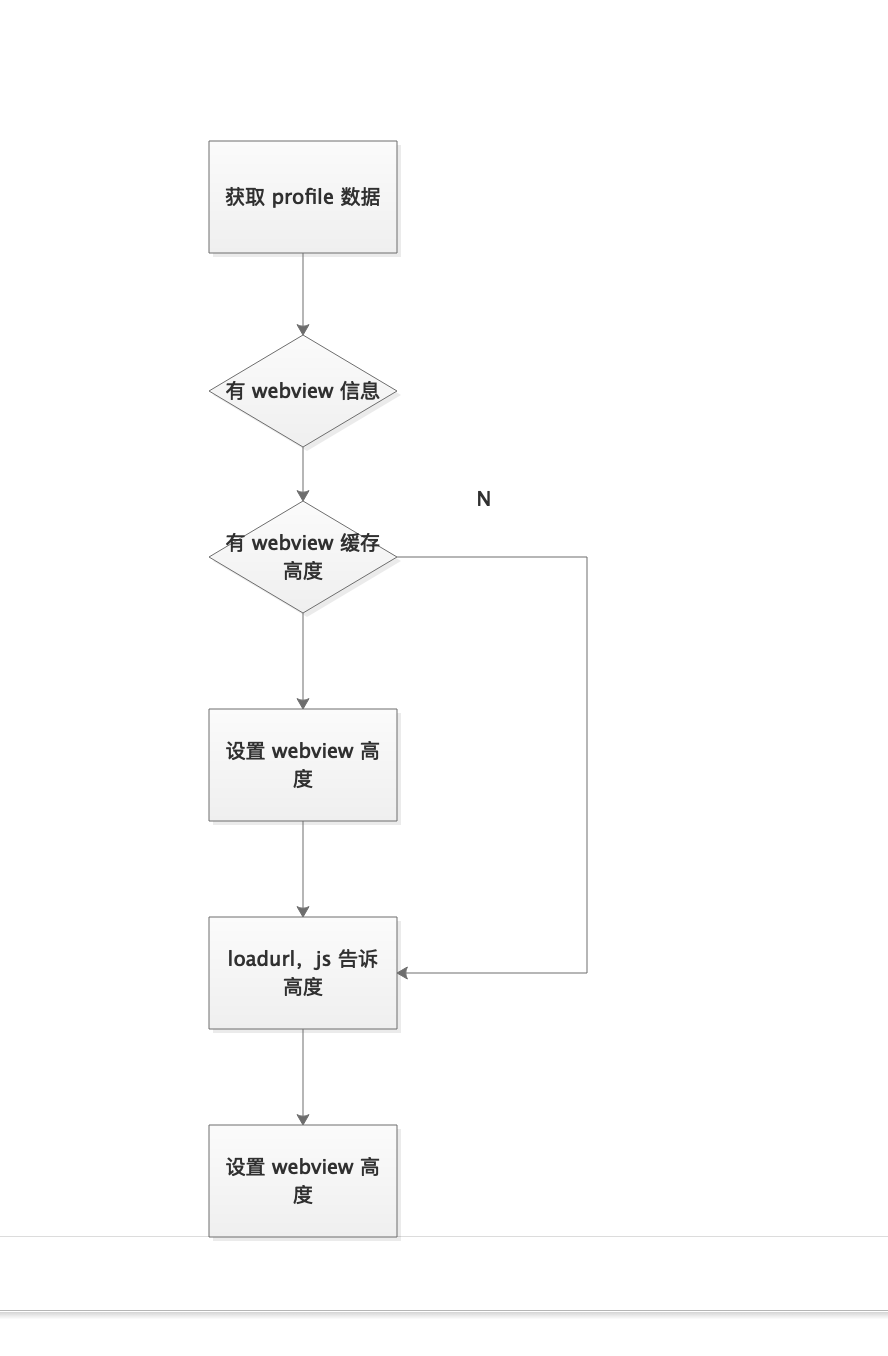 获取 profile 数据
有 webview 信息
N
有 webview 缓存
高度
设置 webview 高
度
loadurl，js 告诉
高度
设置 webview 高
度